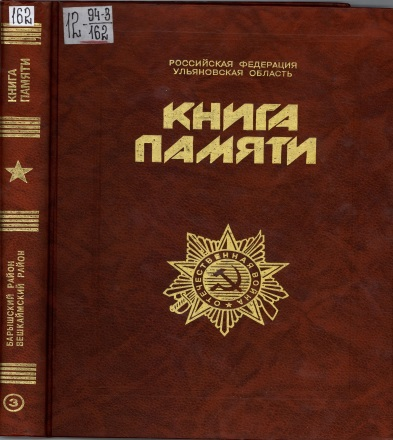 162
КНИГА
ПАМЯТИ
БАРЫШСКИЙ РАЙОН
ВЕШКАЙМСКИЙ РАЙОН
3
12-94-3
162
РОССИЙСКАЯ ФЕДЕРАЦИЯ
УЛЬЯНОВСКАЯ ОБЛАСТЬ
КНИГА
ПАМЯТИ
ОТЕЧЕСТВЕННАЯ ВОЙНА